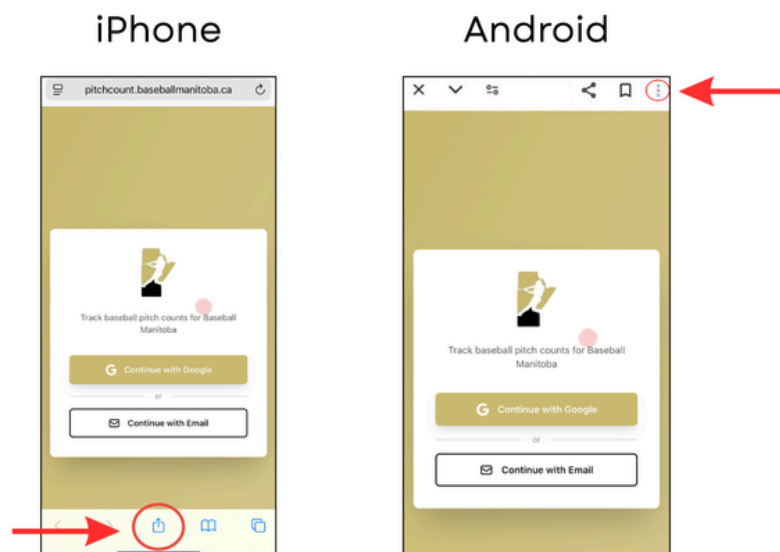 iPhone
Android
pitchcount.baseballmanitoba.ca
Track baseball pitch counts for Baseball
Manitoba
Continue with Google
or
Continue with Email
Track baseball pitch counts for Baseball
Manitoba
Continue with Google
or
Continue with Email